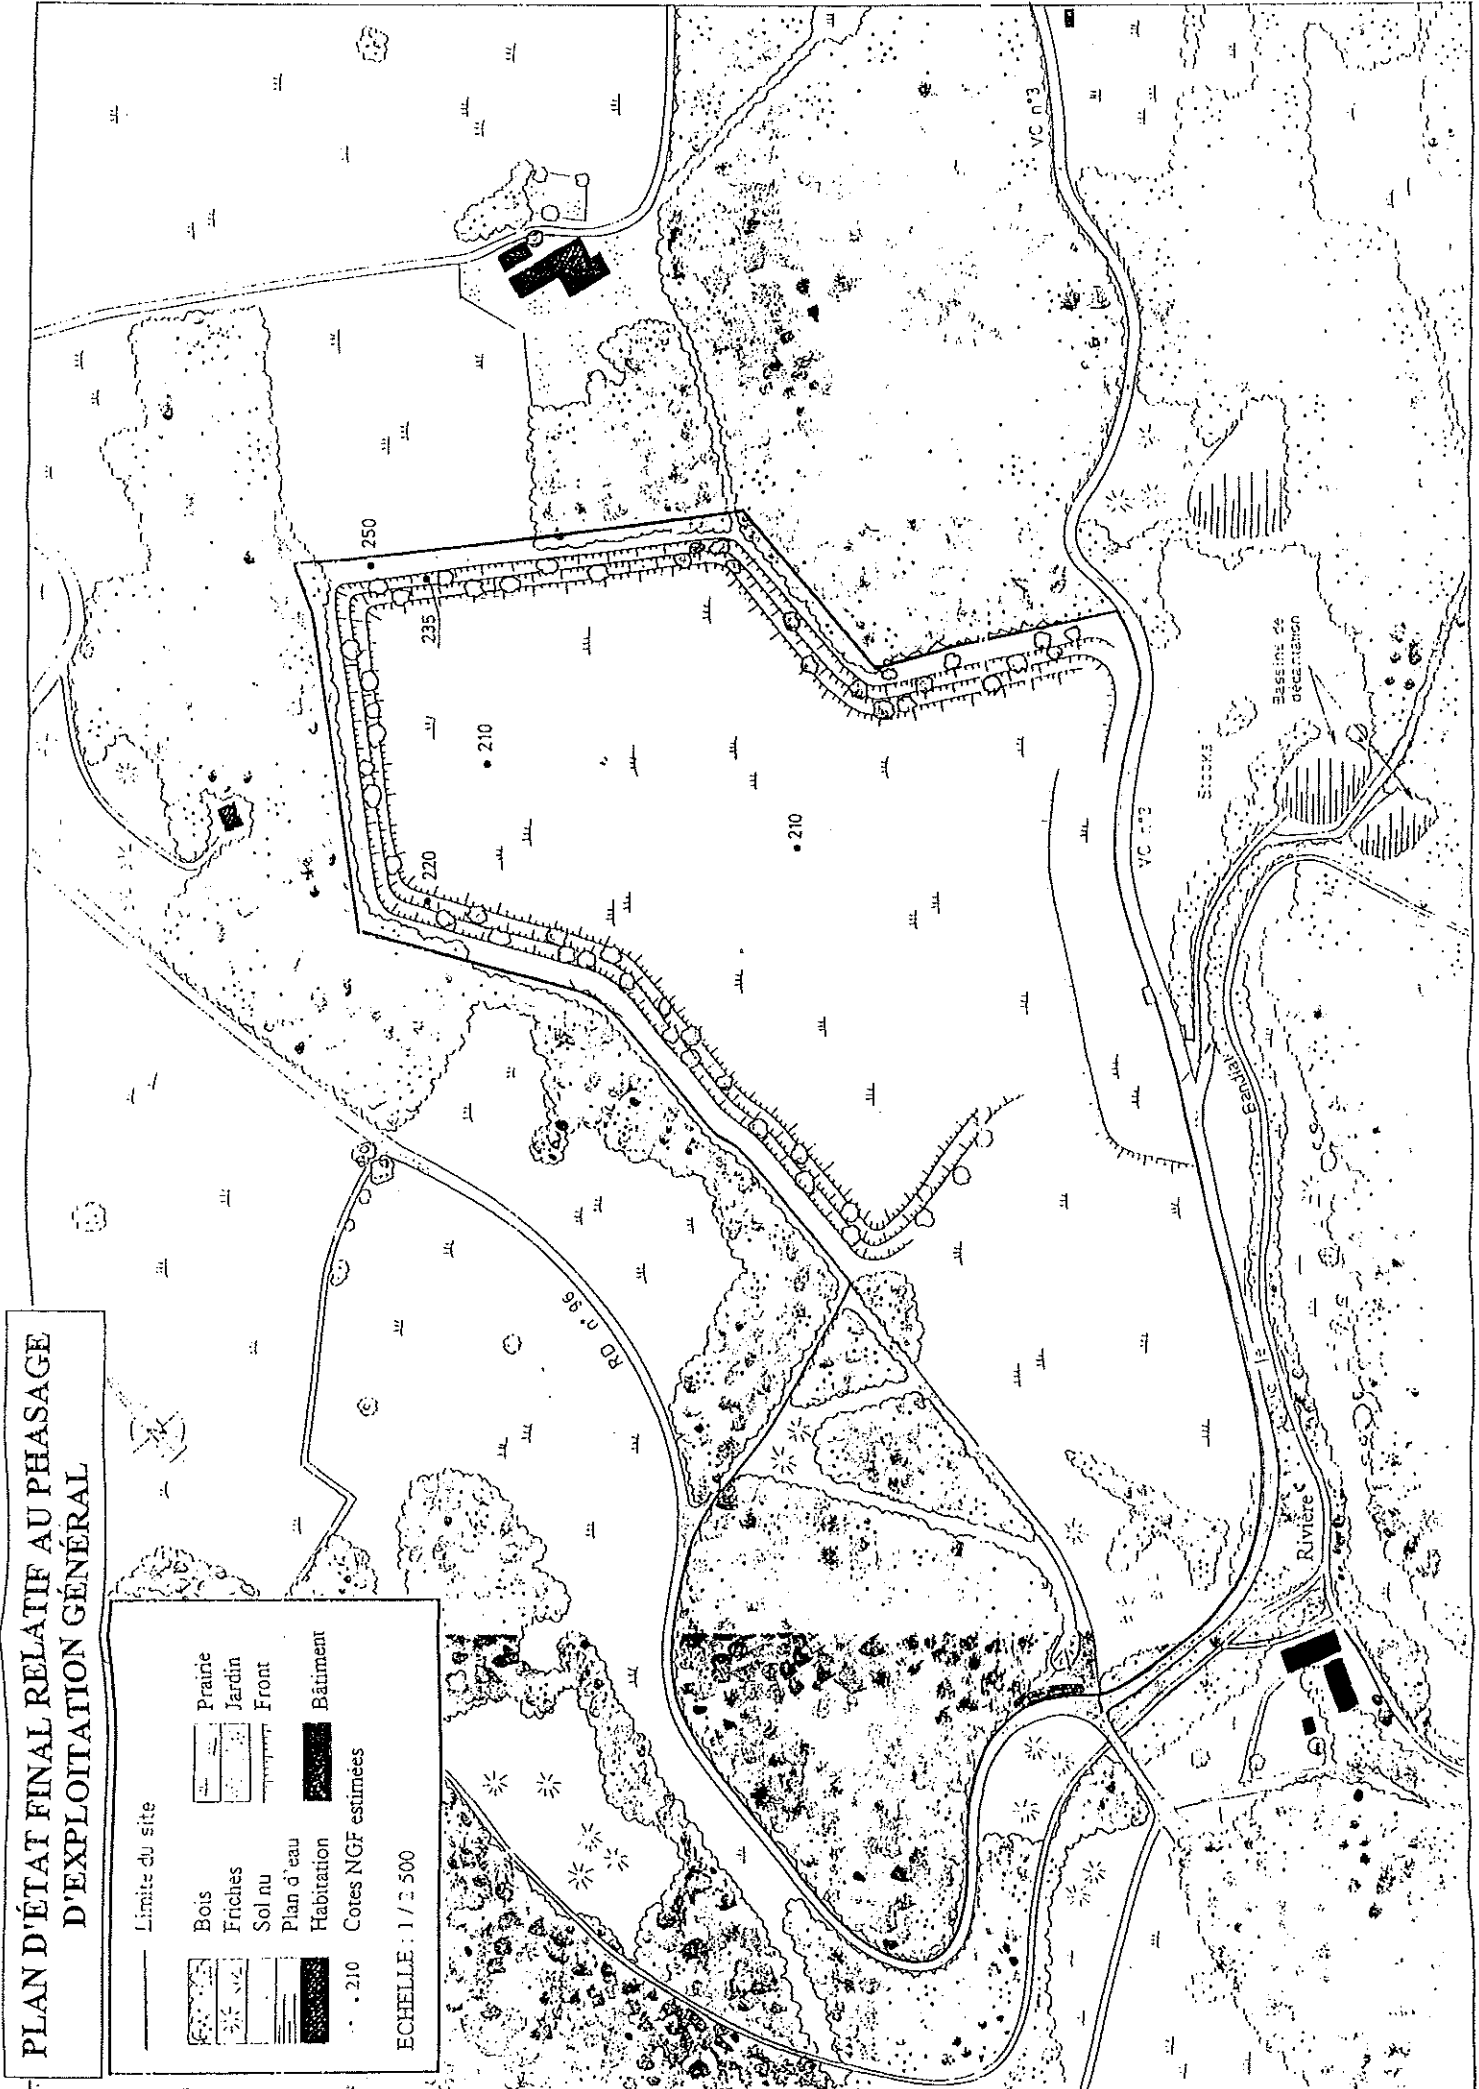 PLAN D'ÉTAT FINAL RELATIF AU PHASAGE
D'EXPLOITATION GÉNÉRAL
Limite du site
Bois
Friches
Sol nu
Plan d'eau
Habitation
Prairie
Jardin
Front
Bâtiment
• 210 Cotes NGF estimées
ECHELLE : 1 / 2 500
RD n° 96
220
235
250
• 210
• 210
VC n°3
VC n°3
Stocks
Bassins de
décantation
Rivière
le
Bandiat